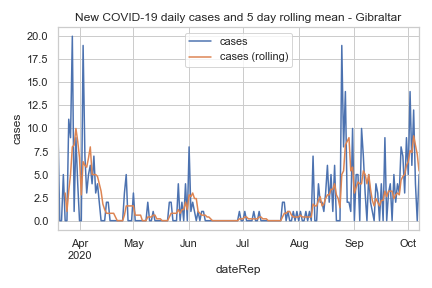 New COVID-19 daily cases and 5 day rolling mean - Gibraltar
cases
cases (rolling)
20.0
17.5
15.0
12.5
10.0
7.5
5.0
2.5
0.0
cases
Apr May Jun Jul Aug Sep Oct
2020
dateRep